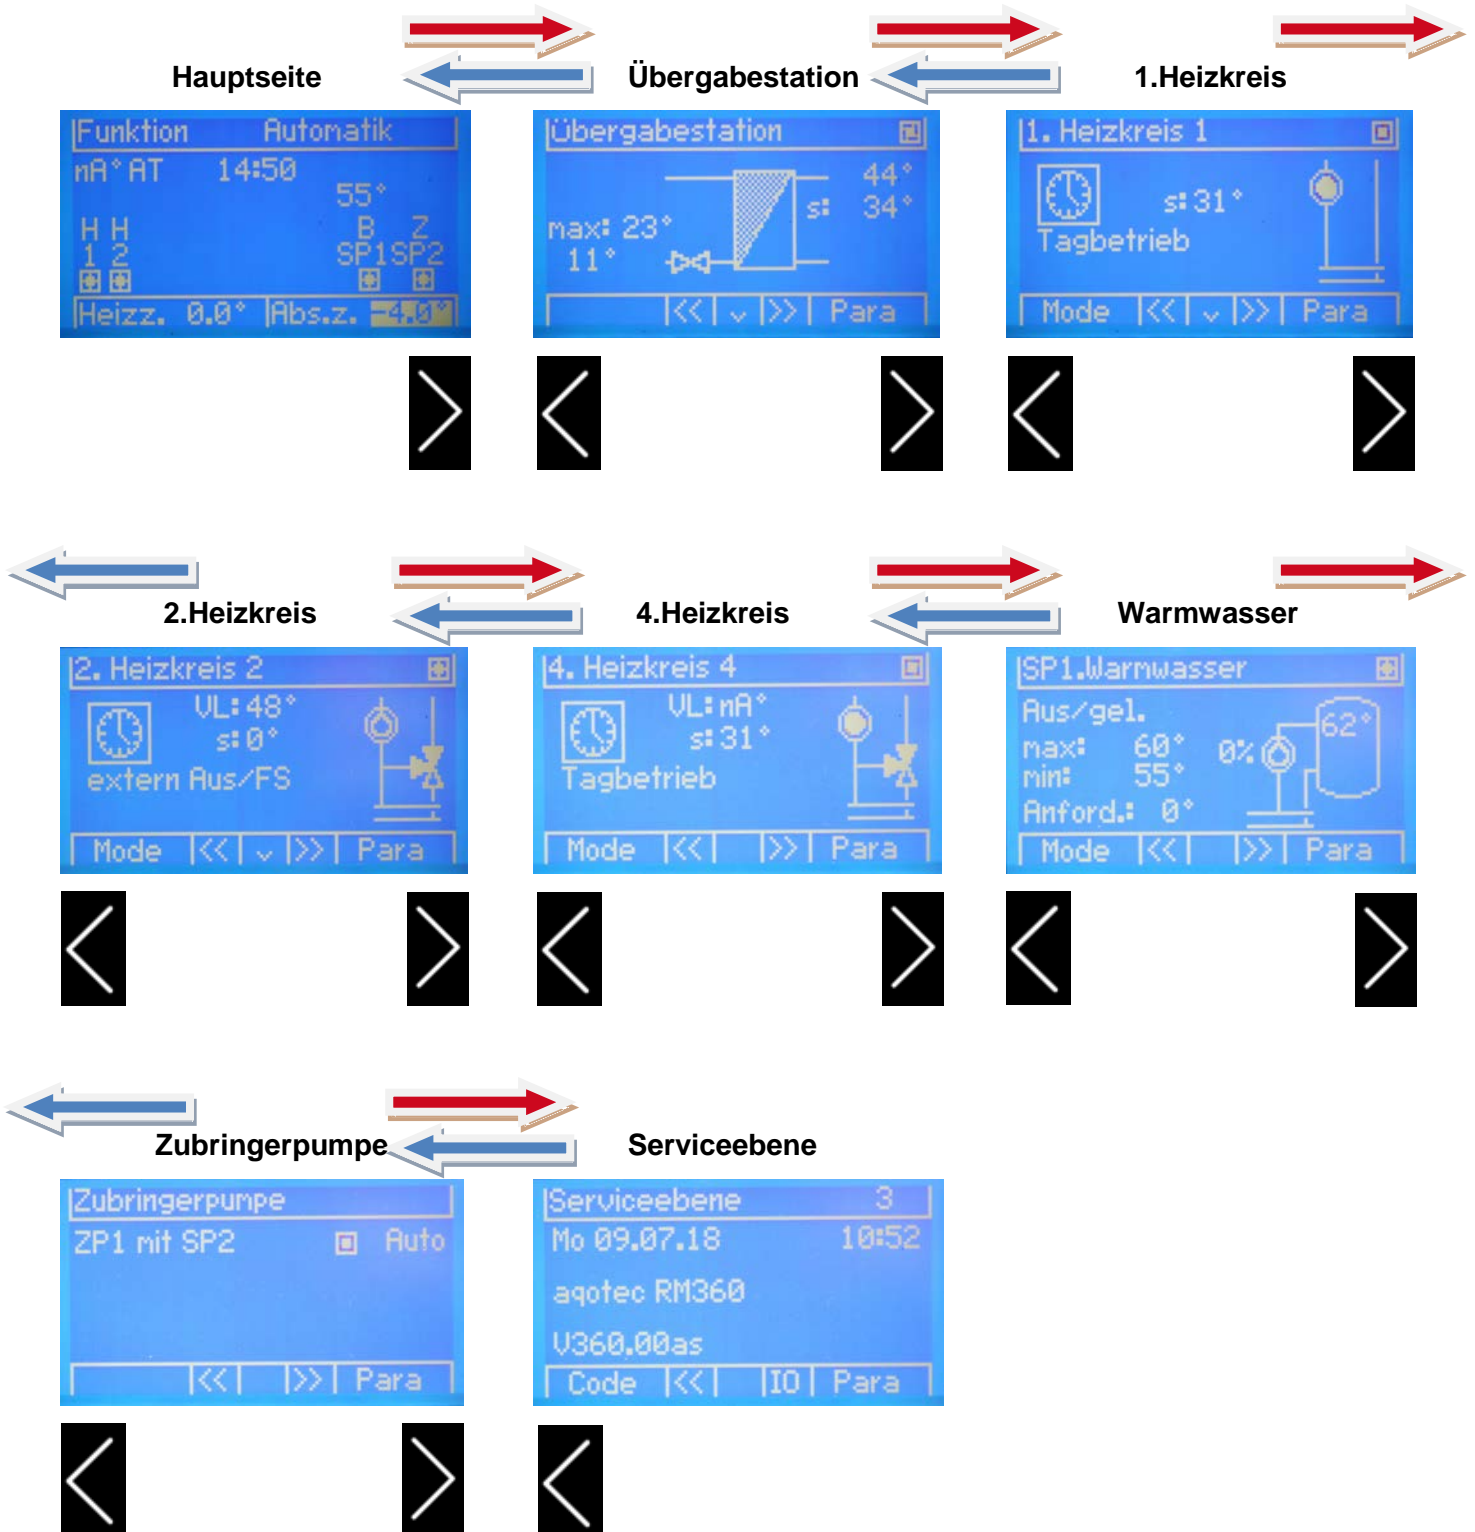 Hauptseite
Übergabestation
1.Heizkreis
|Funktion Automatik |
nA°AT 14:50
55°
H H B Z
1 2 SP1SP2
|Heizz. 0.0° |Abs.z. -4.0°|
|Übergabestation
44°
s: 34°
max: 23°
11°
|<<| ⌄ |>>| Para
|1. Heizkreis 1
s:31°
Tagbetrieb
Mode |<<| ⌄ |>>| Para
2.Heizkreis
4.Heizkreis
Warmwasser
|2. Heizkreis 2
VL:48°
s:0°
extern Aus/FS
Mode |<<| ⌄ |>>| Para
|4. Heizkreis 4
VL:nA°
s:31°
Tagbetrieb
Mode |<<| |>>| Para
|SP1.Warmwasser
Aus/gel.
62°
max: 60°
0%
min: 55°
Anford.: 0°
Mode |<<| |>>| Para
Zubringerpumpe
Serviceebene
|Zubringerpumpe
ZP1 mit SP2 Auto
|<<| |>>| Para
|Serviceebene 3
Mo 09.07.18 10:52
aqotec RM360
V360.00as
Code |<<| |IO| Para